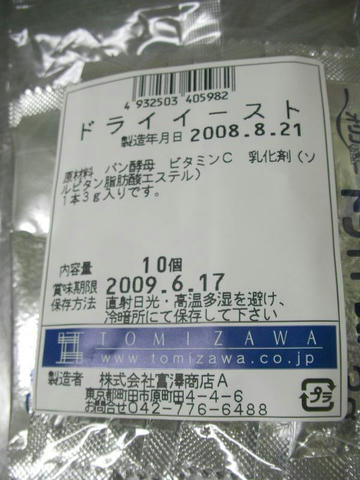 4 932503 405982
ドライイースト
製造年月日 2008.8.21
原材料 パン酵母 ビタミンC 乳化剤(ソ
ルビタン脂肪酸エステル)
1本3g入りです。
内容量 10個
賞味期限 2009.6.17
保存方法 直射日光・高温多湿を避け、
冷暗所にて保存して下さい
TOMIZAWA
www.tomizawa.co.jp
製造者 株式会社富澤商店A
東京都町田市原町田4-4-6
お問合せ042-776-6488
プラ